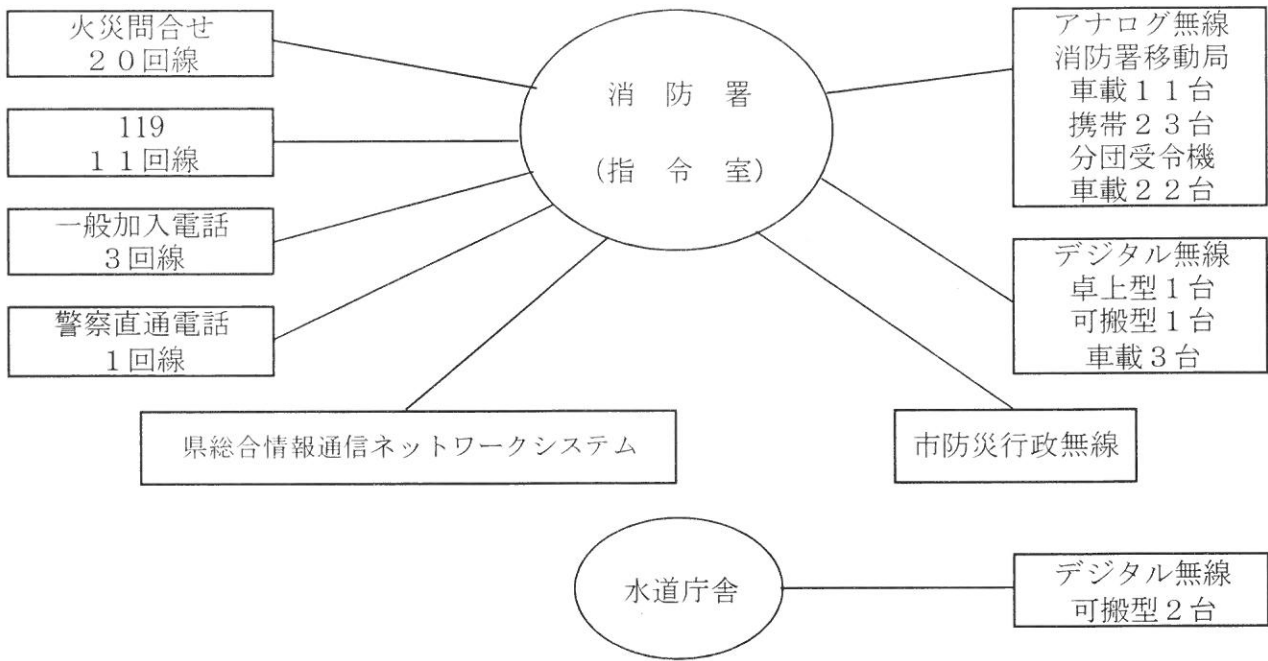 火災問合せ
２０回線
119
１１回線
一般加入電話
３回線
警察直通電話
１回線
消　防　署
(指　令　室)
アナログ無線
消防署移動局
車載１１台
携帯２３台
分団受令機
車載２２台
デジタル無線
卓上型１台
可搬型１台
車載３台
県総合情報通信ネットワークシステム
市防災行政無線
水道庁舎
デジタル無線
可搬型２台